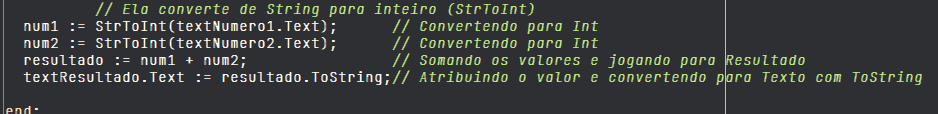 // Ela converte de String para inteiro (StrToInt)
num1 := StrToInt(textNumero1.Text); // Convertendo para Int
num2 := StrToInt(textNumero2.Text); // Convertendo para Int
resultado := num1 + num2; // Somando os valores e jogando para Resultado
textResultado.Text := resultado.ToString;// Atribuindo o valor e convertendo para Texto com ToString
end;